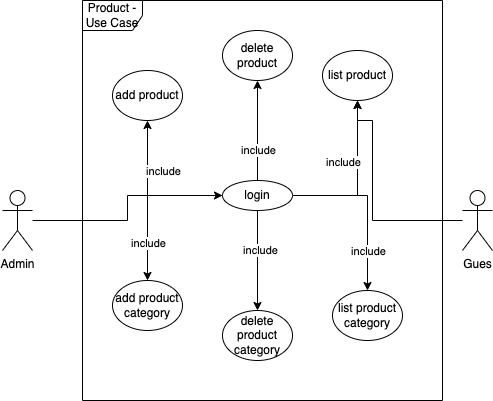 Product -
Use Case
delete
product
list product
add product
include
include
include
login
include
include
include
Admin
Gues
add product
category
list product
category
delete
product
category